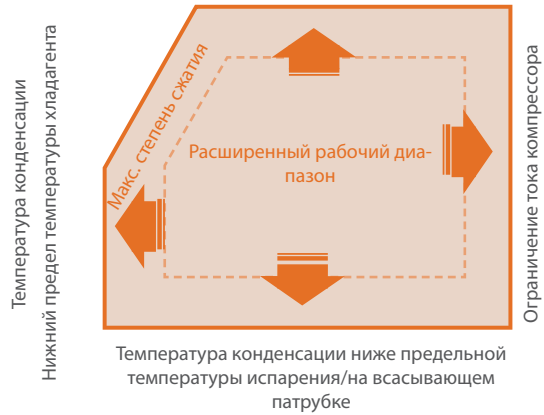 Температура конденсации
Нижний предел температуры хладагента
Макс. степень сжатия
Расширенный рабочий диа-
пазон
Ограничение тока компрессора
Температура конденсации ниже предельной
температуры испарения/на всасывающем
патрубке